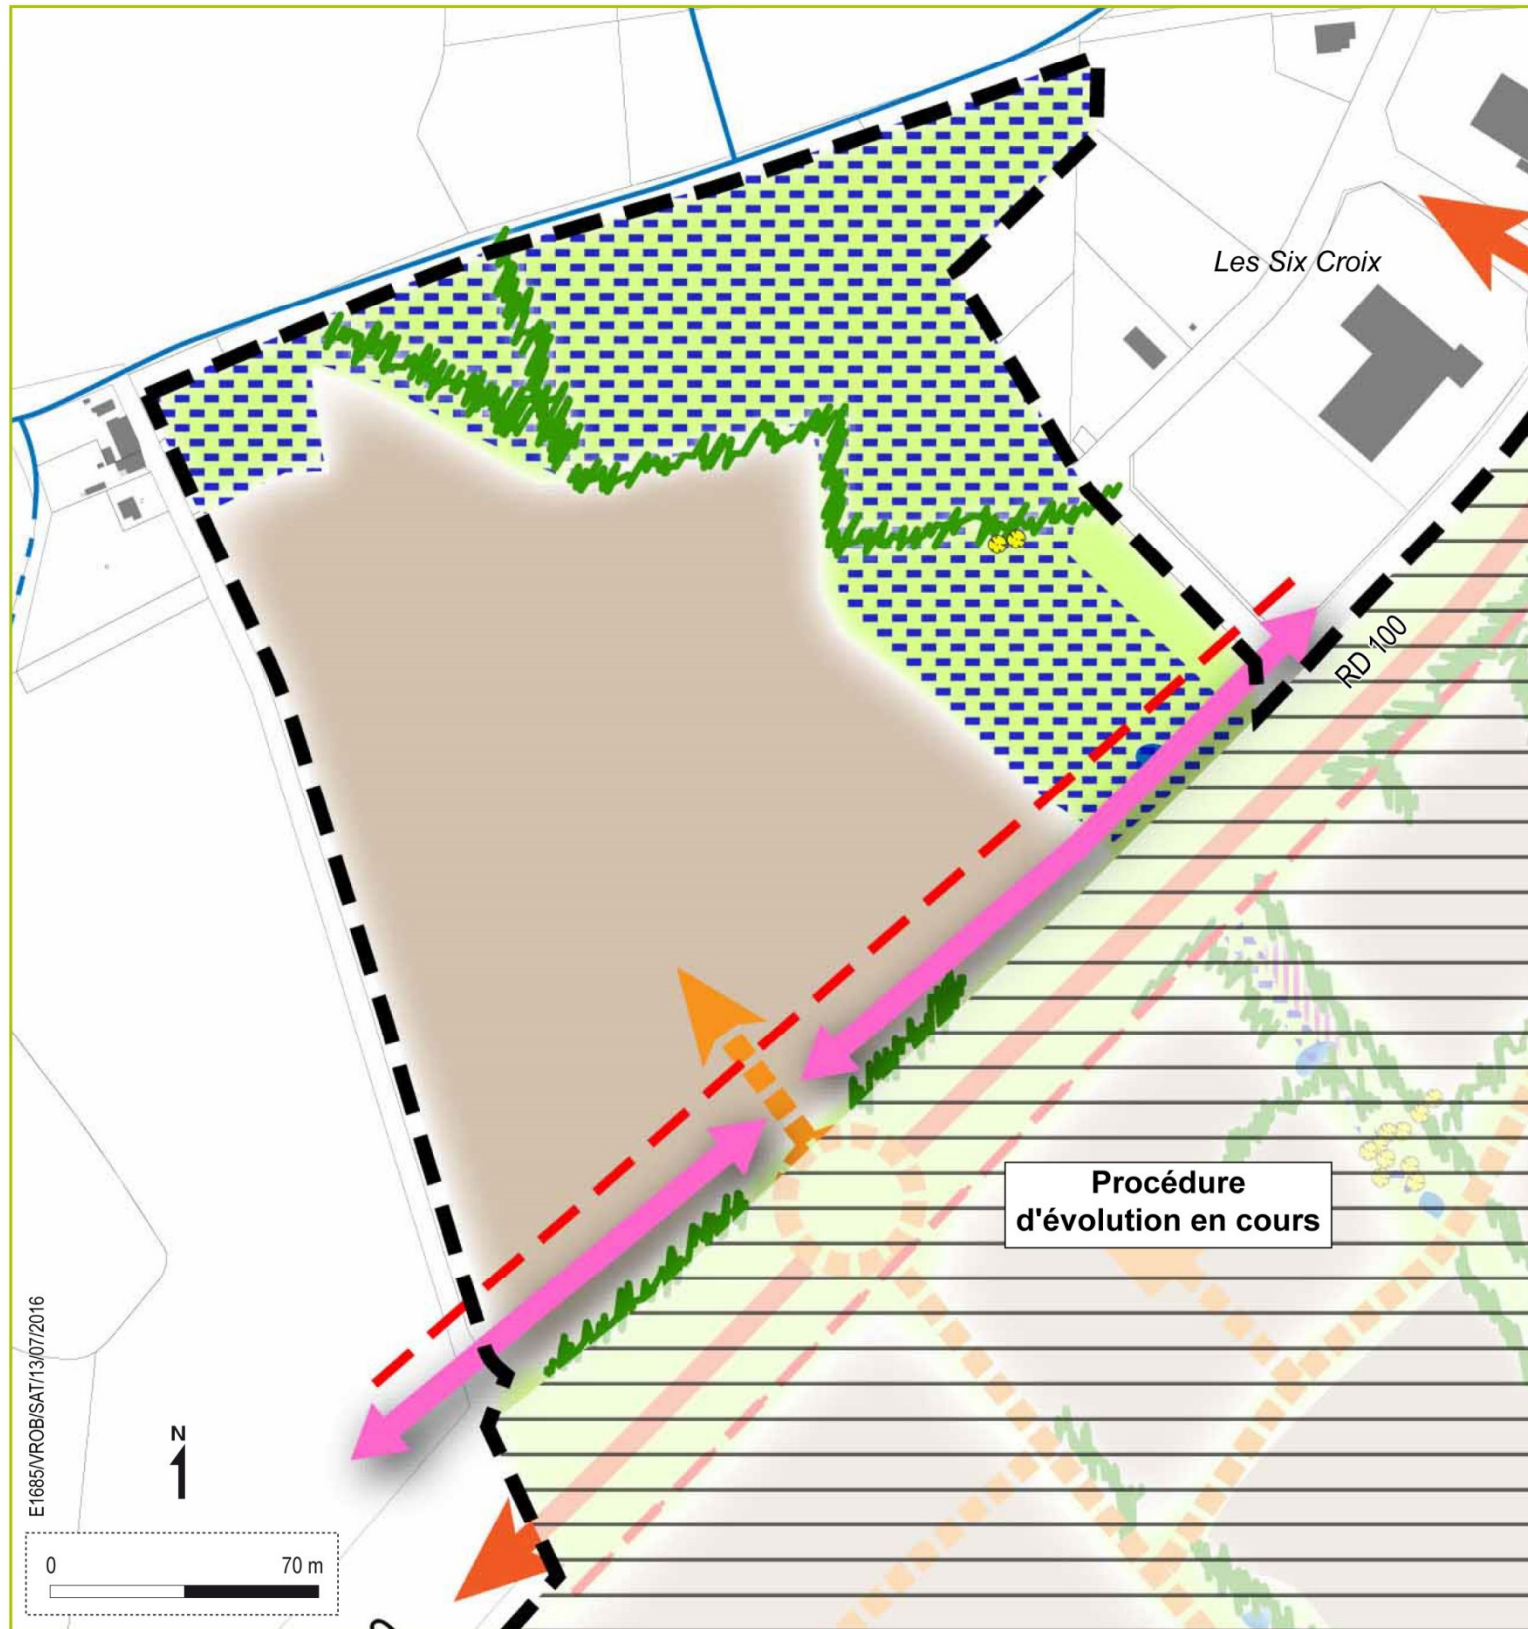 Les Six Croix
RD 100
Procédure
d'évolution en cours
E1685/VROB/SAT/13/07/2016
N
0 70 m